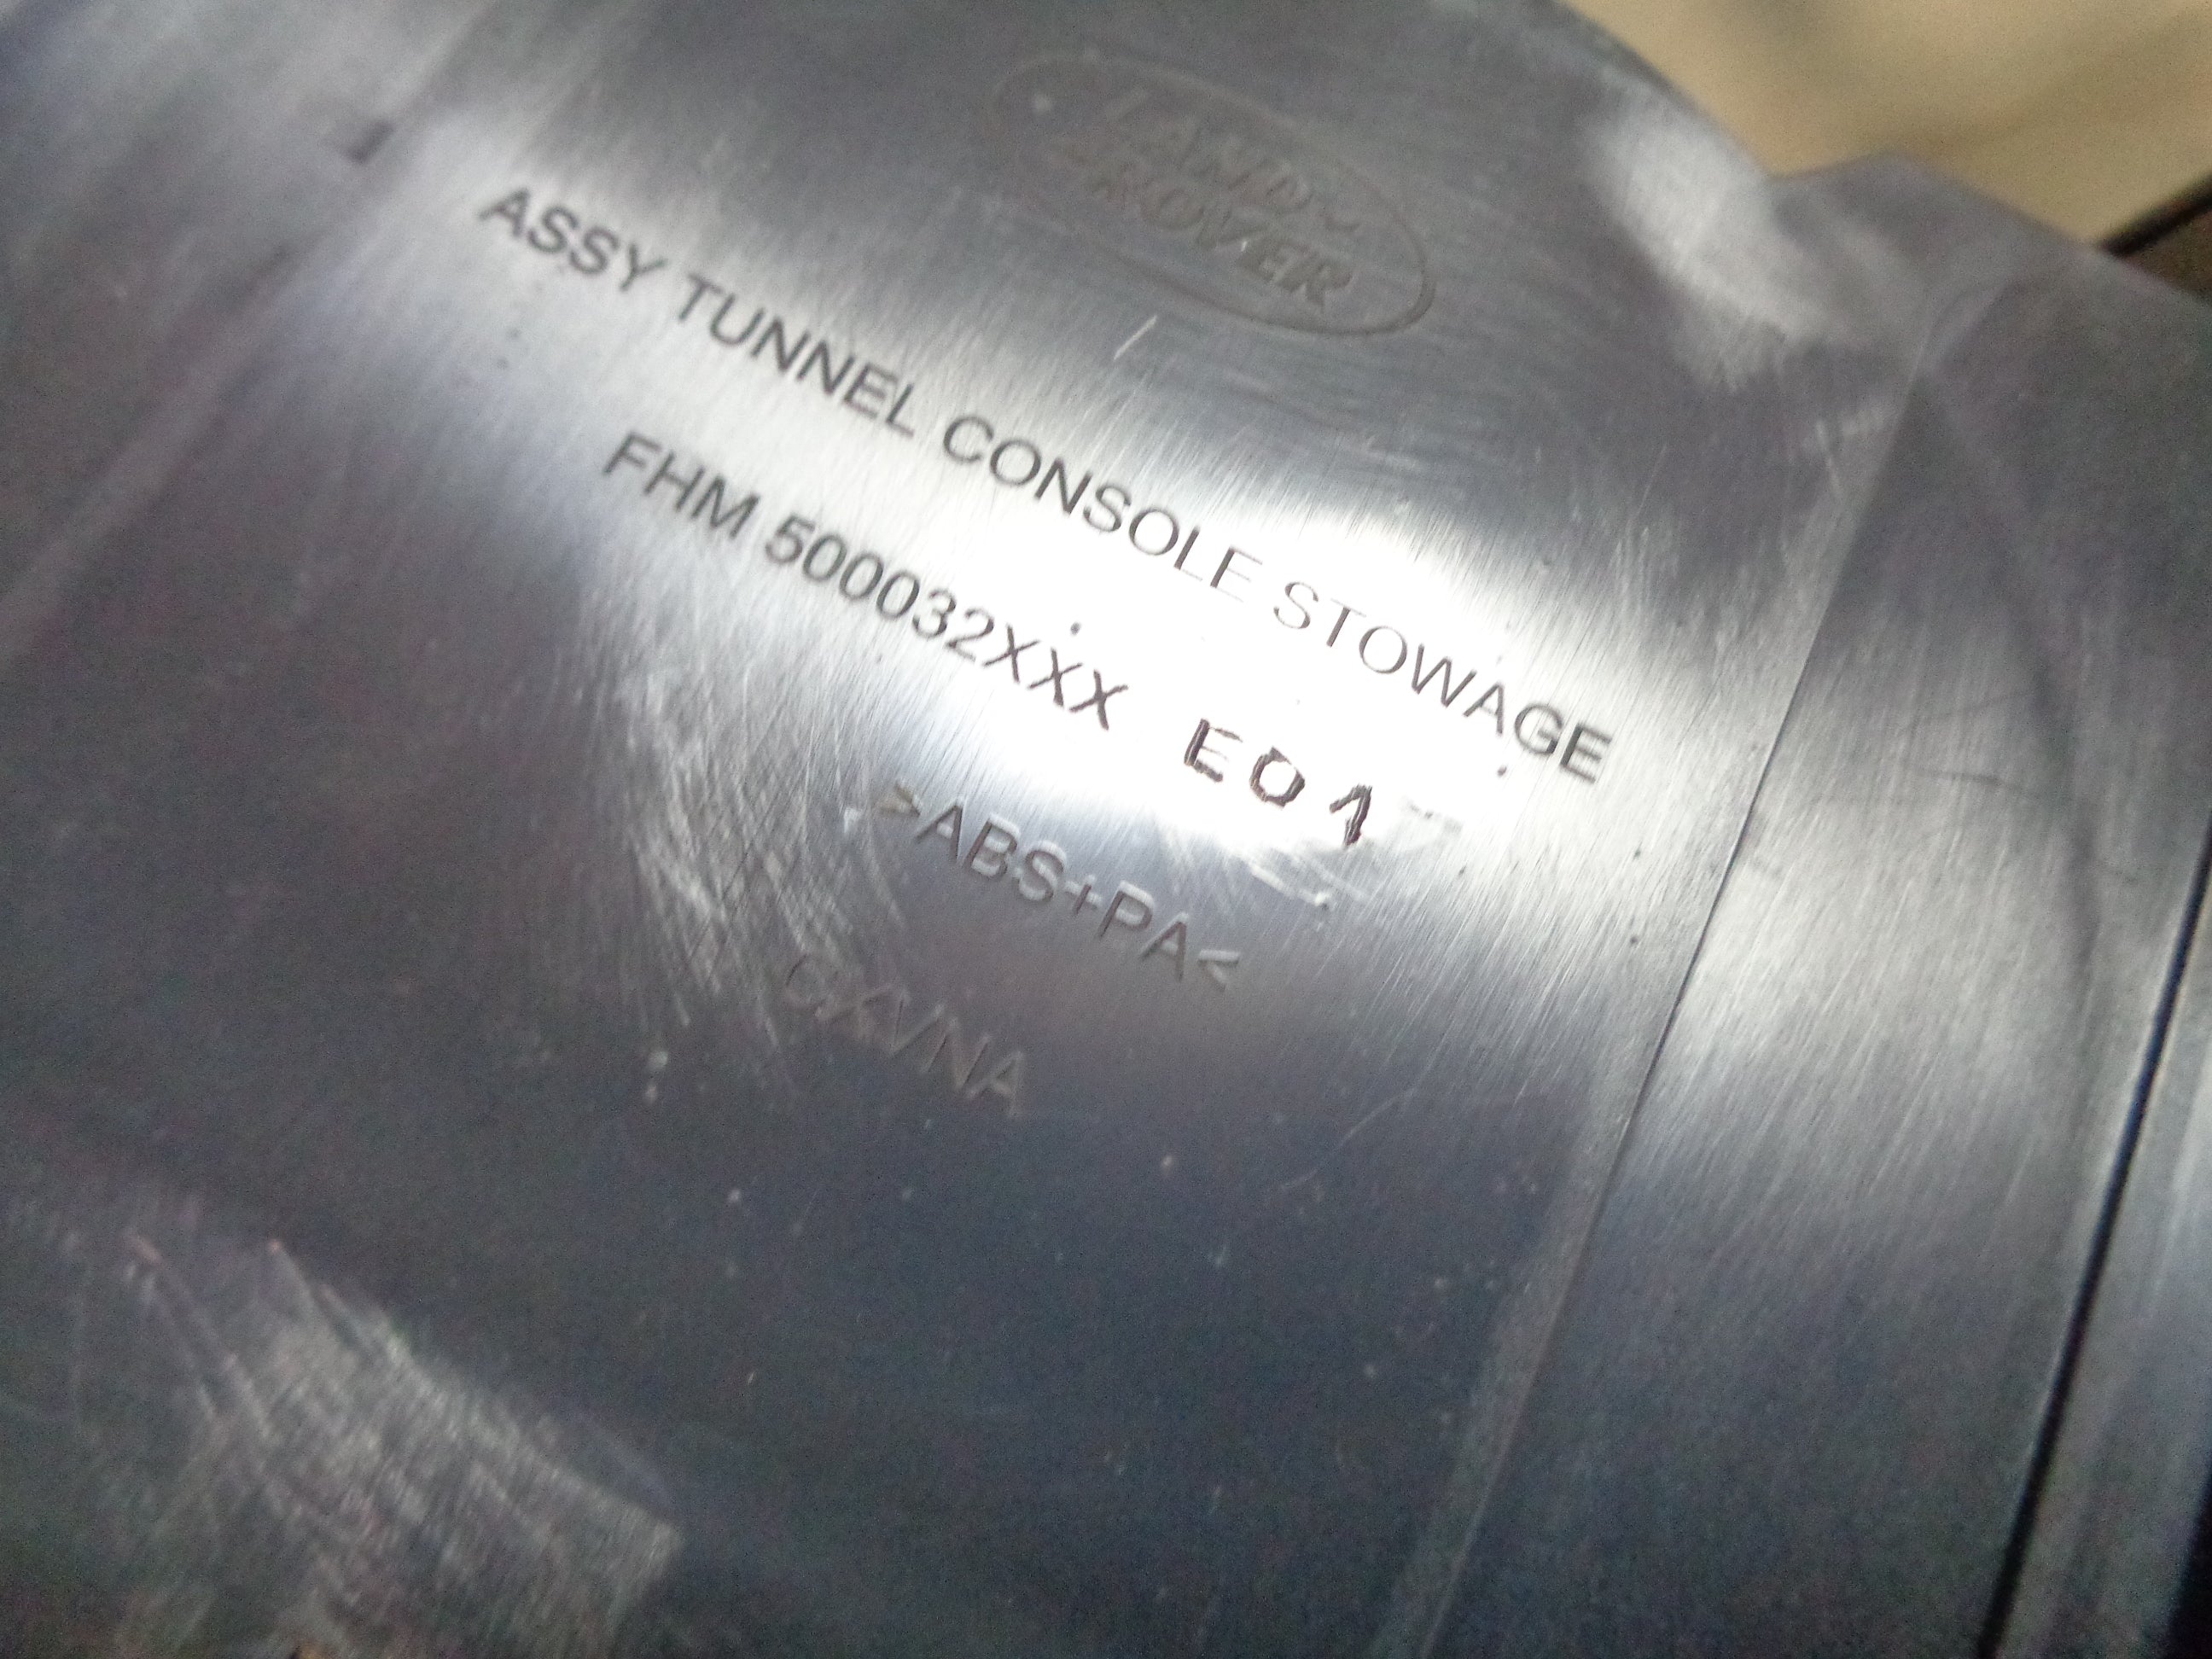 LAND
ROVER
ASSY TUNNEL CONSOLE STOWAGE
FHM 500032XXX E01
>ABS+PA<